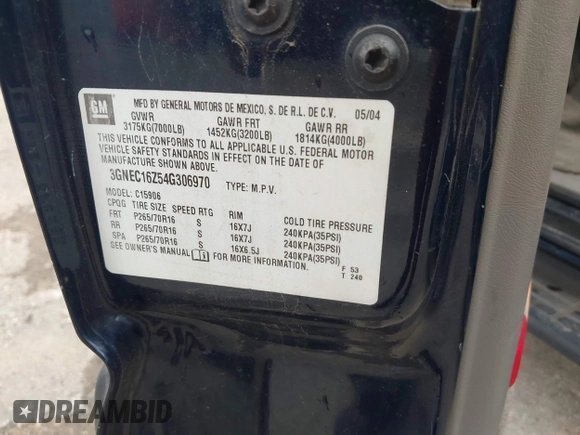 GM
MFD BY GENERAL MOTORS DE MEXICO, S. DE R.L. DE C.V. 05/04
GVWR GAWR FRT GAWR RR
3175KG(7000LB) 1452KG(3200LB) 1814KG(4000LB)
THIS VEHICLE CONFORMS TO ALL APPLICABLE U.S. FEDERAL MOTOR
VEHICLE SAFETY STANDARDS IN EFFECT ON THE DATE OF
MANUFACTURE SHOWN ABOVE.
3GNEC16Z54G306970 TYPE: M.P.V.
MODEL: C15906
CPQG TIRE SIZE SPEED RTG RIM COLD TIRE PRESSURE
FRT P265/70R16 S 16X7J 240KPA(35PSI)
RR P265/70R16 S 16X7J 240KPA(35PSI)
SPA P265/70R16 S 16X6.5J 240KPA(35PSI)
SEE OWNER'S MANUAL FOR MORE INFORMATION.
F 53
T 240
DREAMBID